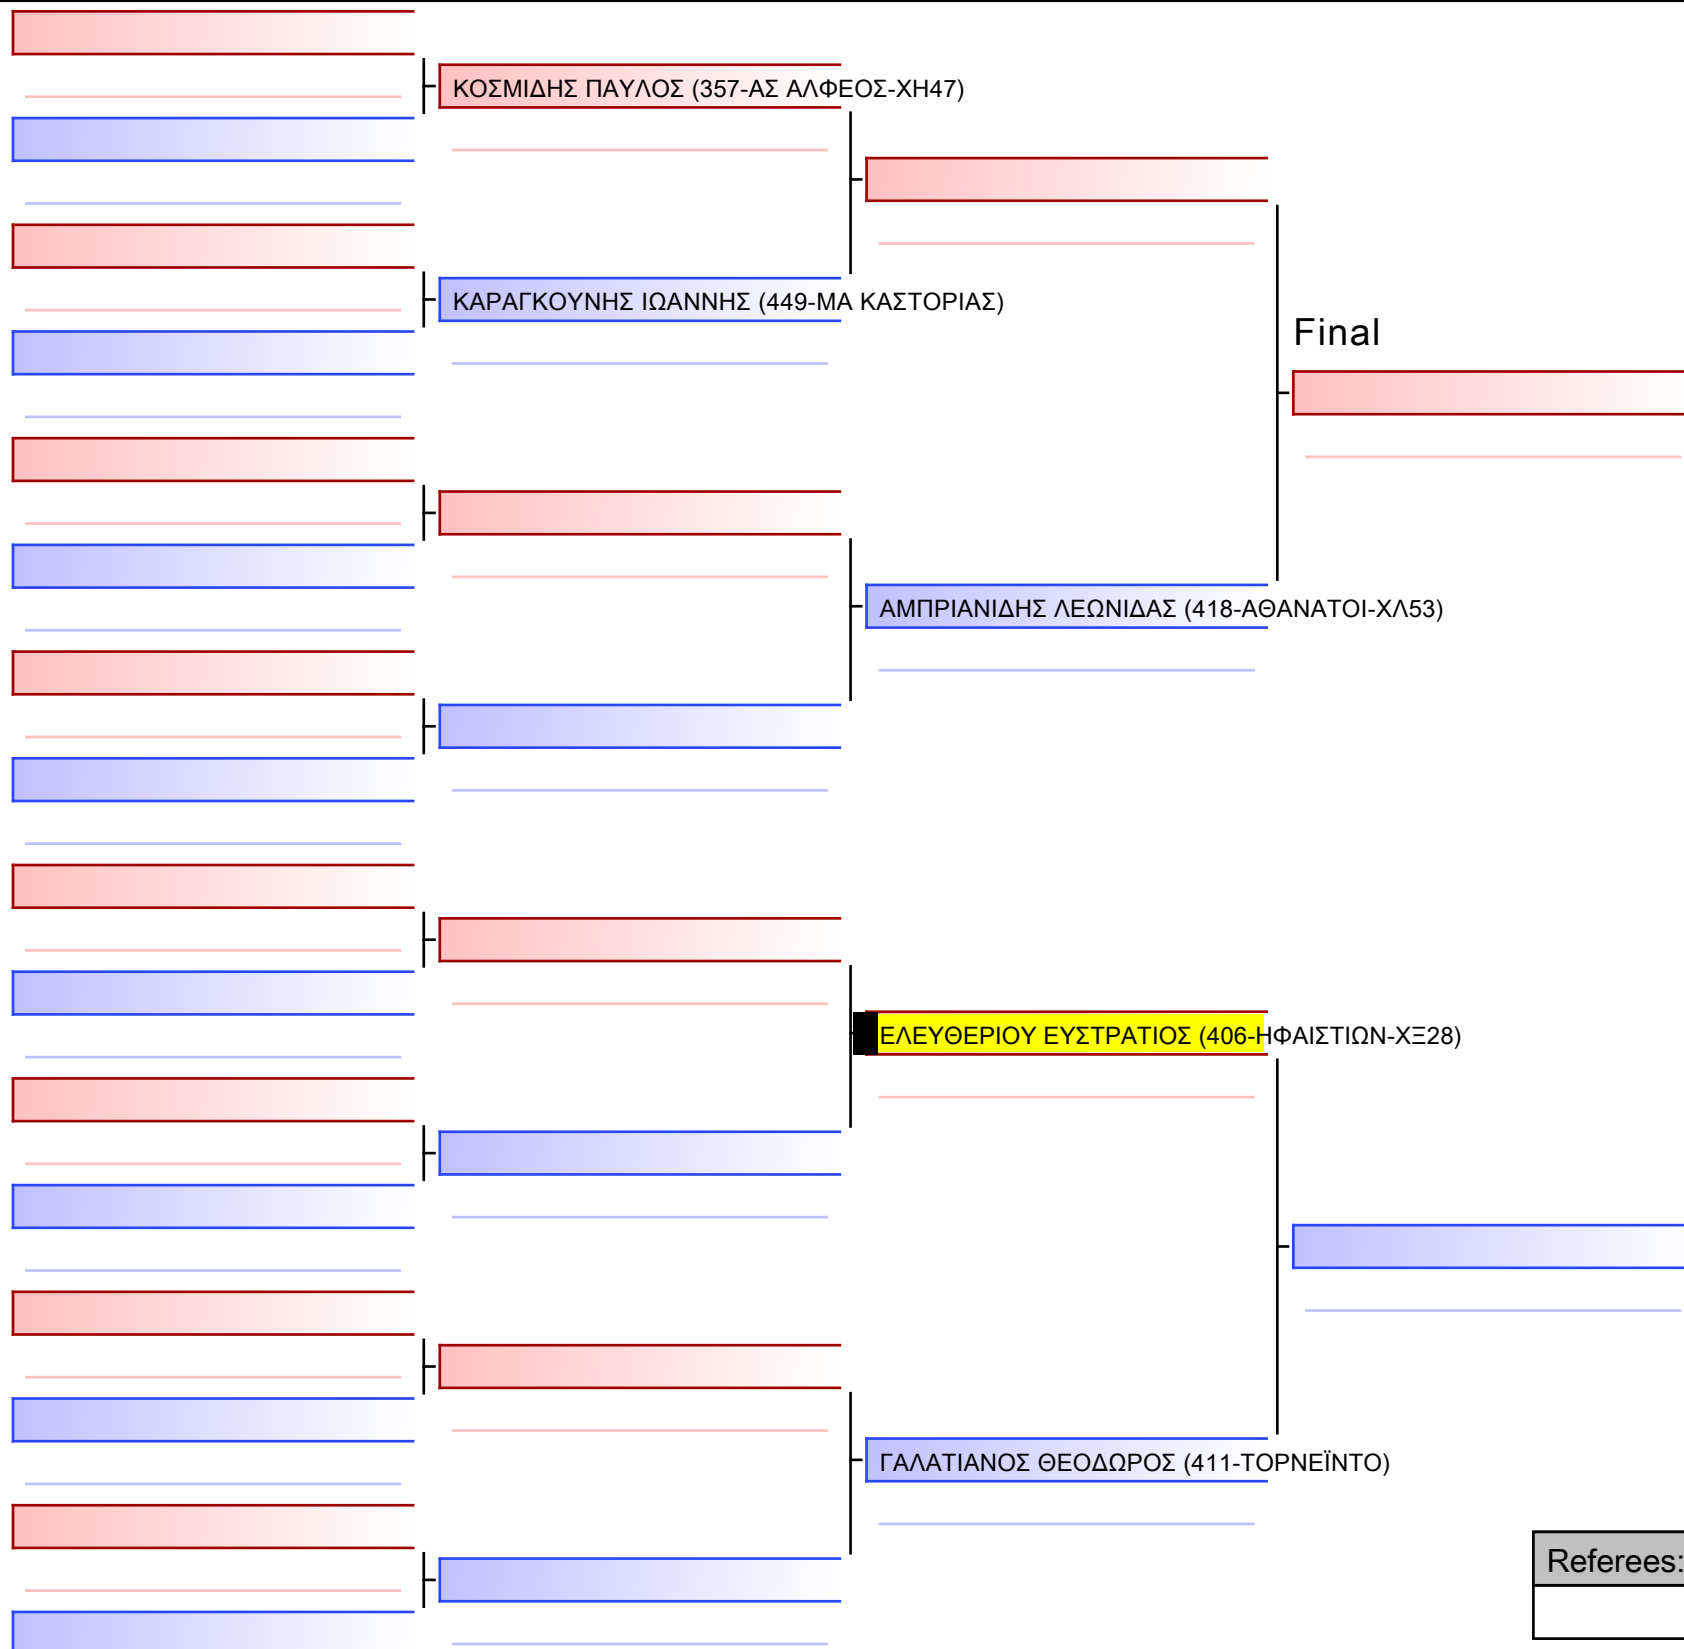 ΚΟΣΜΙΔΗΣ ΠΑΥΛΟΣ (357-ΑΣ ΑΛΦΕΟΣ-ΧΗ47)
ΚΑΡΑΓΚΟΥΝΗΣ ΙΩΑΝΝΗΣ (449-ΜΑ ΚΑΣΤΟΡΙΑΣ)
Final
ΑΜΠΡΙΑΝΙΔΗΣ ΛΕΩΝΙΔΑΣ (418-ΑΘΑΝΑΤΟΙ-ΧΛ53)
ΕΛΕΥΘΕΡΙΟΥ ΕΥΣΤΡΑΤΙΟΣ (406-ΗΦΑΙΣΤΙΩΝ-ΧΞ28)
ΓΑΛΑΤΙΑΝΟΣ ΘΕΟΔΩΡΟΣ (411-ΤΟΡΝΕΪΝΤΟ)
Referees: